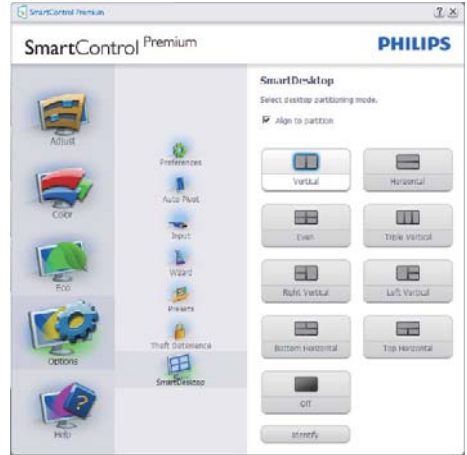 SmartControl Premium
SmartControl Premium
PHILIPS
Adjust
Color
Eco
Options
Help
Preferences
Auto Pivot
Input
Wizard
Presets
Theft Deterrence
SmartDesktop
SmartDesktop
Select desktop partitioning mode.
Align to partition
Vertical
Horizontal
Even
Triple Vertical
Right Vertical
Left Vertical
Bottom Horizontal
Top Horizontal
Off
Identify